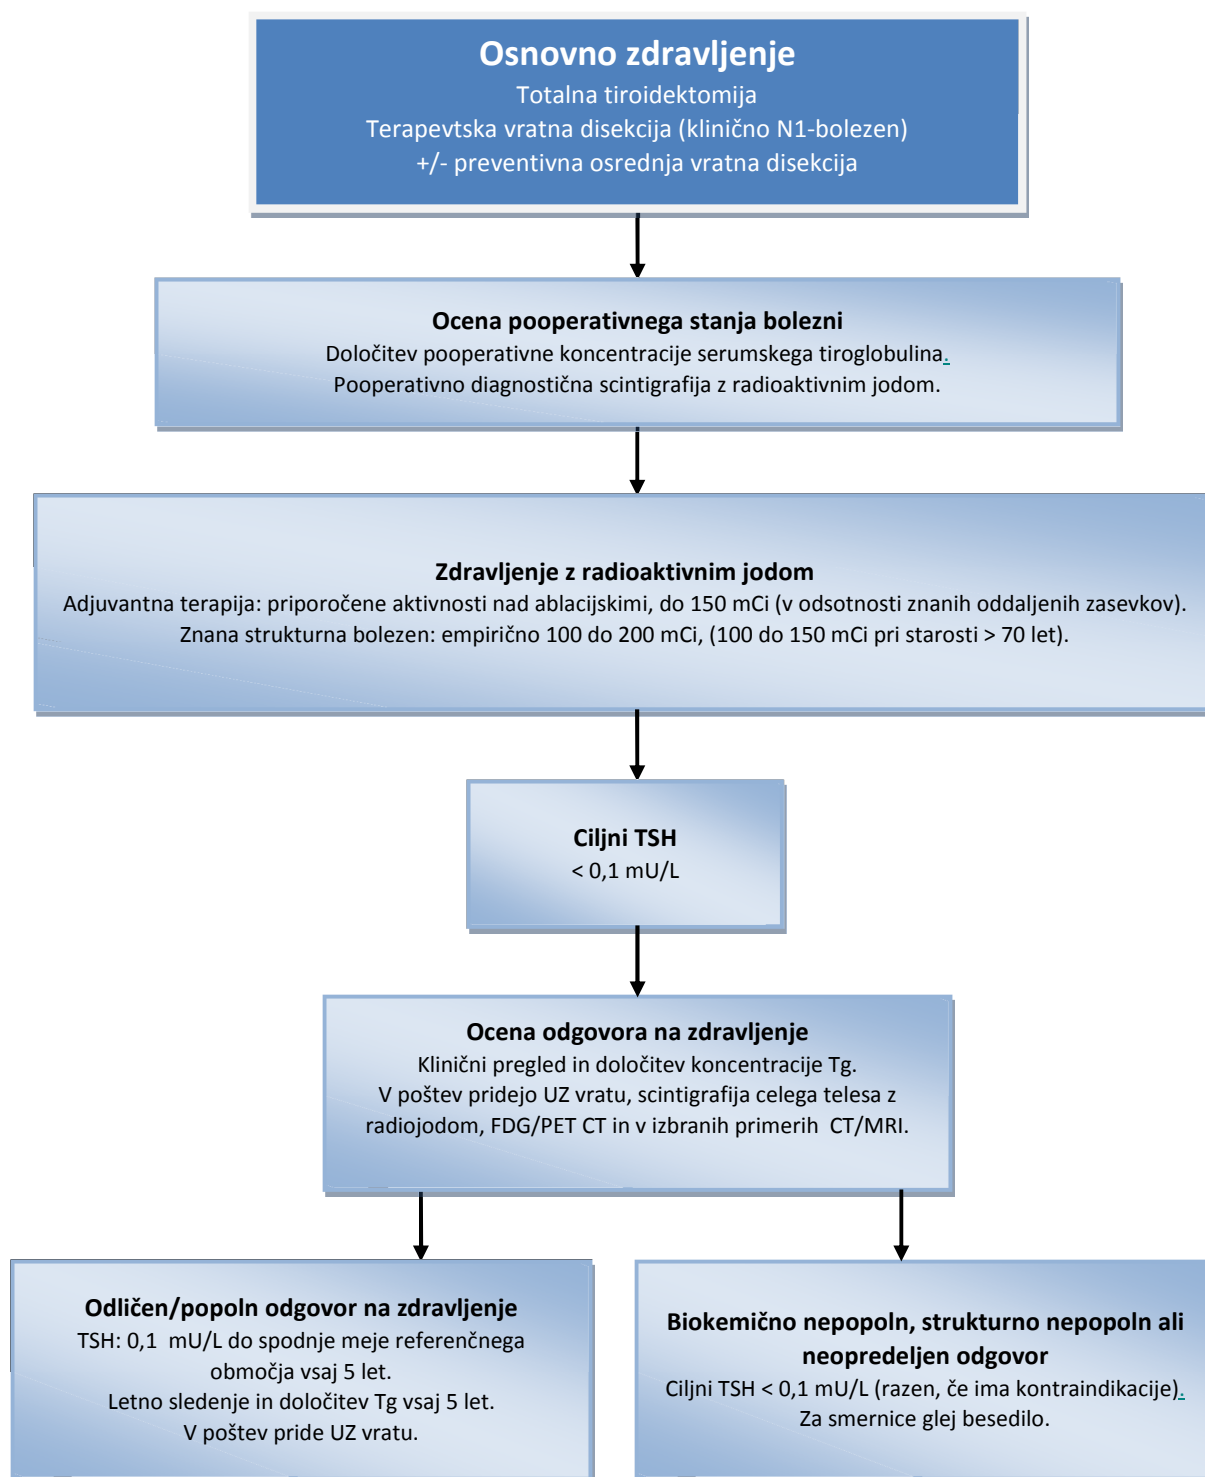 Osnovno zdravljenje
Totalna tiroidektomija
Terapevtska vratna disekcija (klinično N1-bolezen)
+/- preventivna osrednja vratna disekcija
Ocena pooperativnega stanja bolezni
Določitev pooperativne koncentracije serumskega tiroglobulina.
Pooperativno diagnostična scintigrafija z radioaktivnim jodom.
Zdravljenje z radioaktivnim jodom
Adjuvantna terapija: priporočene aktivnosti nad ablacijskimi, do 150 mCi (v odsotnosti znanih oddaljenih zasevkov).
Znana strukturna bolezen: empirično 100 do 200 mCi, (100 do 150 mCi pri starosti > 70 let).
Ciljni TSH
< 0,1 mU/L
Ocena odgovora na zdravljenje
Klinični pregled in določitev koncentracije Tg.
V poštev pridejo UZ vratu, scintigrafija celega telesa z
radiojodom, FDG/PET CT in v izbranih primerih CT/MRI.
Odličen/popoln odgovor na zdravljenje
TSH: 0,1 mU/L do spodnje meje referenčnega
območja vsaj 5 let.
Letno sledenje in določitev Tg vsaj 5 let.
V poštev pride UZ vratu.
Biokemično nepopoln, strukturno nepopoln ali
neopredeljen odgovor
Ciljni TSH < 0,1 mU/L (razen, če ima kontraindikacije).
Za smernice glej besedilo.